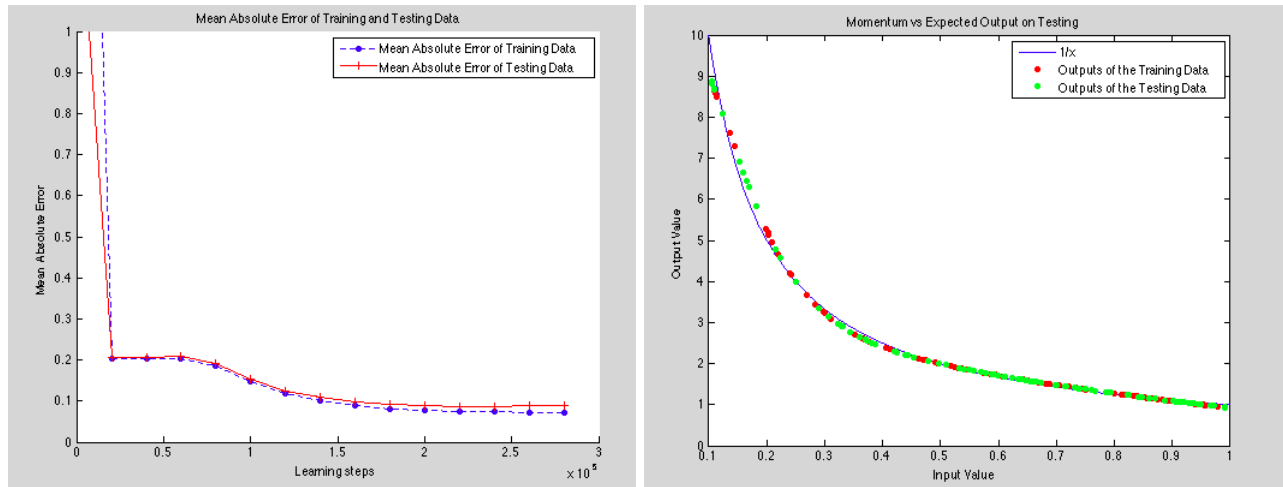 Mean Absolute Error of Training and Testing Data
Mean Absolute Error of Training Data
Mean Absolute Error of Testing Data
Mean Absolute Error
1
0.9
0.8
0.7
0.6
0.5
0.4
0.3
0.2
0.1
0
0 0.5 1 1.5 2 2.5 3
Learning steps
× 10⁵
Momentum vs Expected Output on Testing
1/x
Outputs of the Training Data
Outputs of the Testing Data
Output Value
10
9
8
7
6
5
4
3
2
1
0
0.1 0.2 0.3 0.4 0.5 0.6 0.7 0.8 0.9 1
Input Value